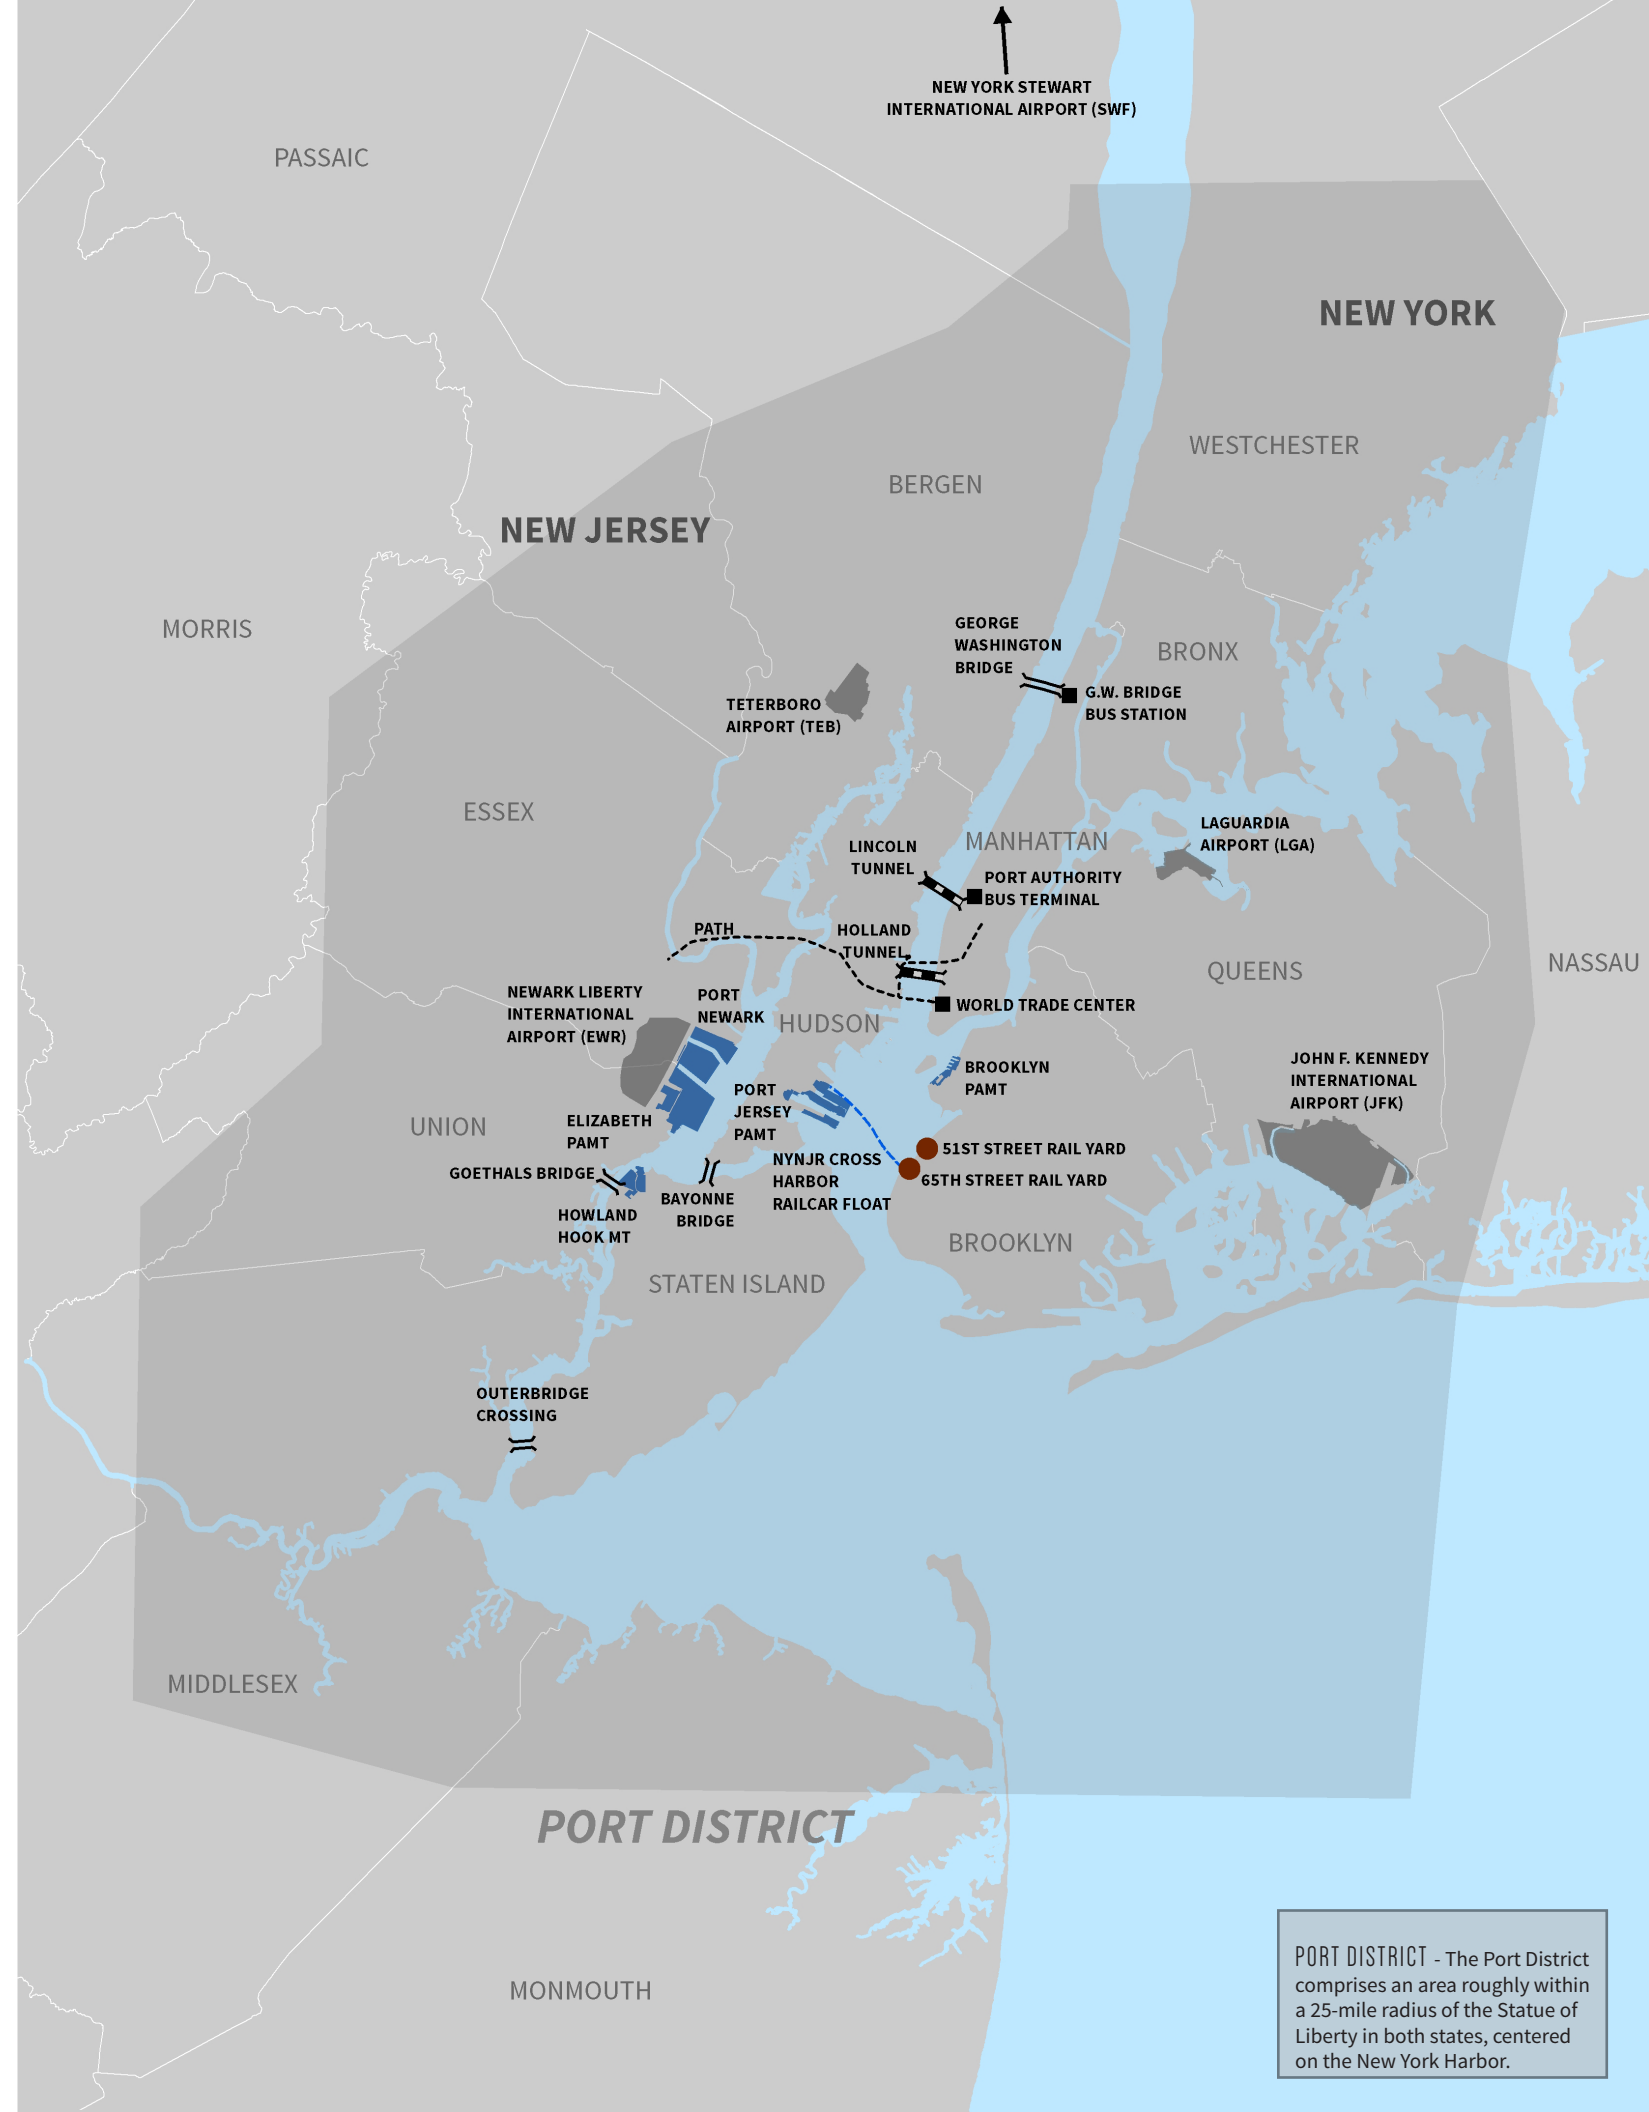 NEW YORK STEWART
INTERNATIONAL AIRPORT (SWF)
PASSAIC
NEW YORK
WESTCHESTER
BERGEN
NEW JERSEY
MORRIS
GEORGE
WASHINGTON
BRIDGE
BRONX
G.W. BRIDGE
BUS STATION
TETERBORO
AIRPORT (TEB)
ESSEX
LAGUARDIA
AIRPORT (LGA)
MANHATTAN
LINCOLN
TUNNEL
PORT AUTHORITY
BUS TERMINAL
PATH
HOLLAND
TUNNEL
QUEENS
NASSAU
NEWARK LIBERTY
INTERNATIONAL
AIRPORT (EWR)
PORT
NEWARK
HUDSON
WORLD TRADE CENTER
BROOKLYN
PAMT
JOHN F. KENNEDY
INTERNATIONAL
AIRPORT (JFK)
PORT
JERSEY
PAMT
UNION
ELIZABETH
PAMT
51ST STREET RAIL YARD
65TH STREET RAIL YARD
NYNJR CROSS
HARBOR
RAILCAR FLOAT
GOETHALS BRIDGE
BAYONNE
BRIDGE
HOWLAND
HOOK MT
BROOKLYN
STATEN ISLAND
OUTERBRIDGE
CROSSING
MIDDLESEX
PORT DISTRICT
MONMOUTH
PORT DISTRICT - The Port District
comprises an area roughly within
a 25-mile radius of the Statue of
Liberty in both states, centered
on the New York Harbor.